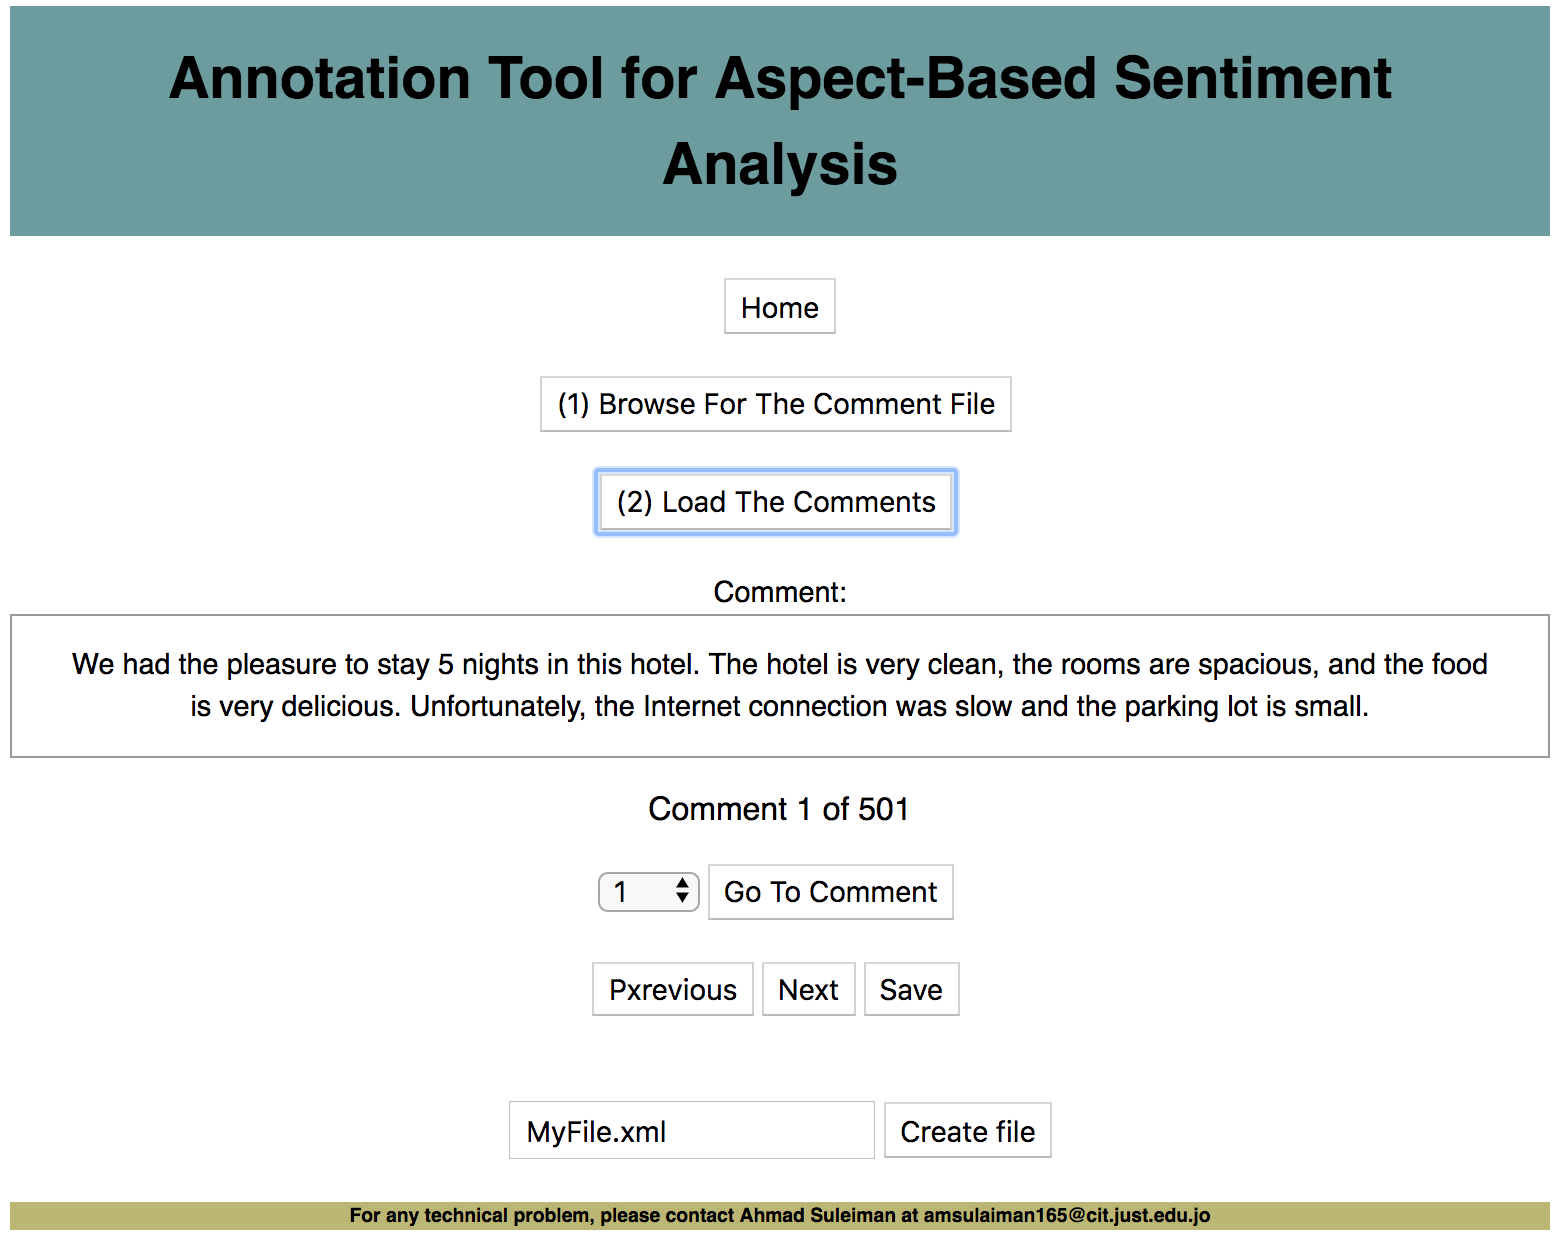 Annotation Tool for Aspect-Based Sentiment
Analysis
Home
(1) Browse For The Comment File
(2) Load The Comments
Comment:
We had the pleasure to stay 5 nights in this hotel. The hotel is very clean, the rooms are spacious, and the food
is very delicious. Unfortunately, the Internet connection was slow and the parking lot is small.
Comment 1 of 501
1 Go To Comment
Pxrevious Next Save
MyFile.xml Create file
For any technical problem, please contact Ahmad Suleiman at amsulaiman165@cit.just.edu.jo